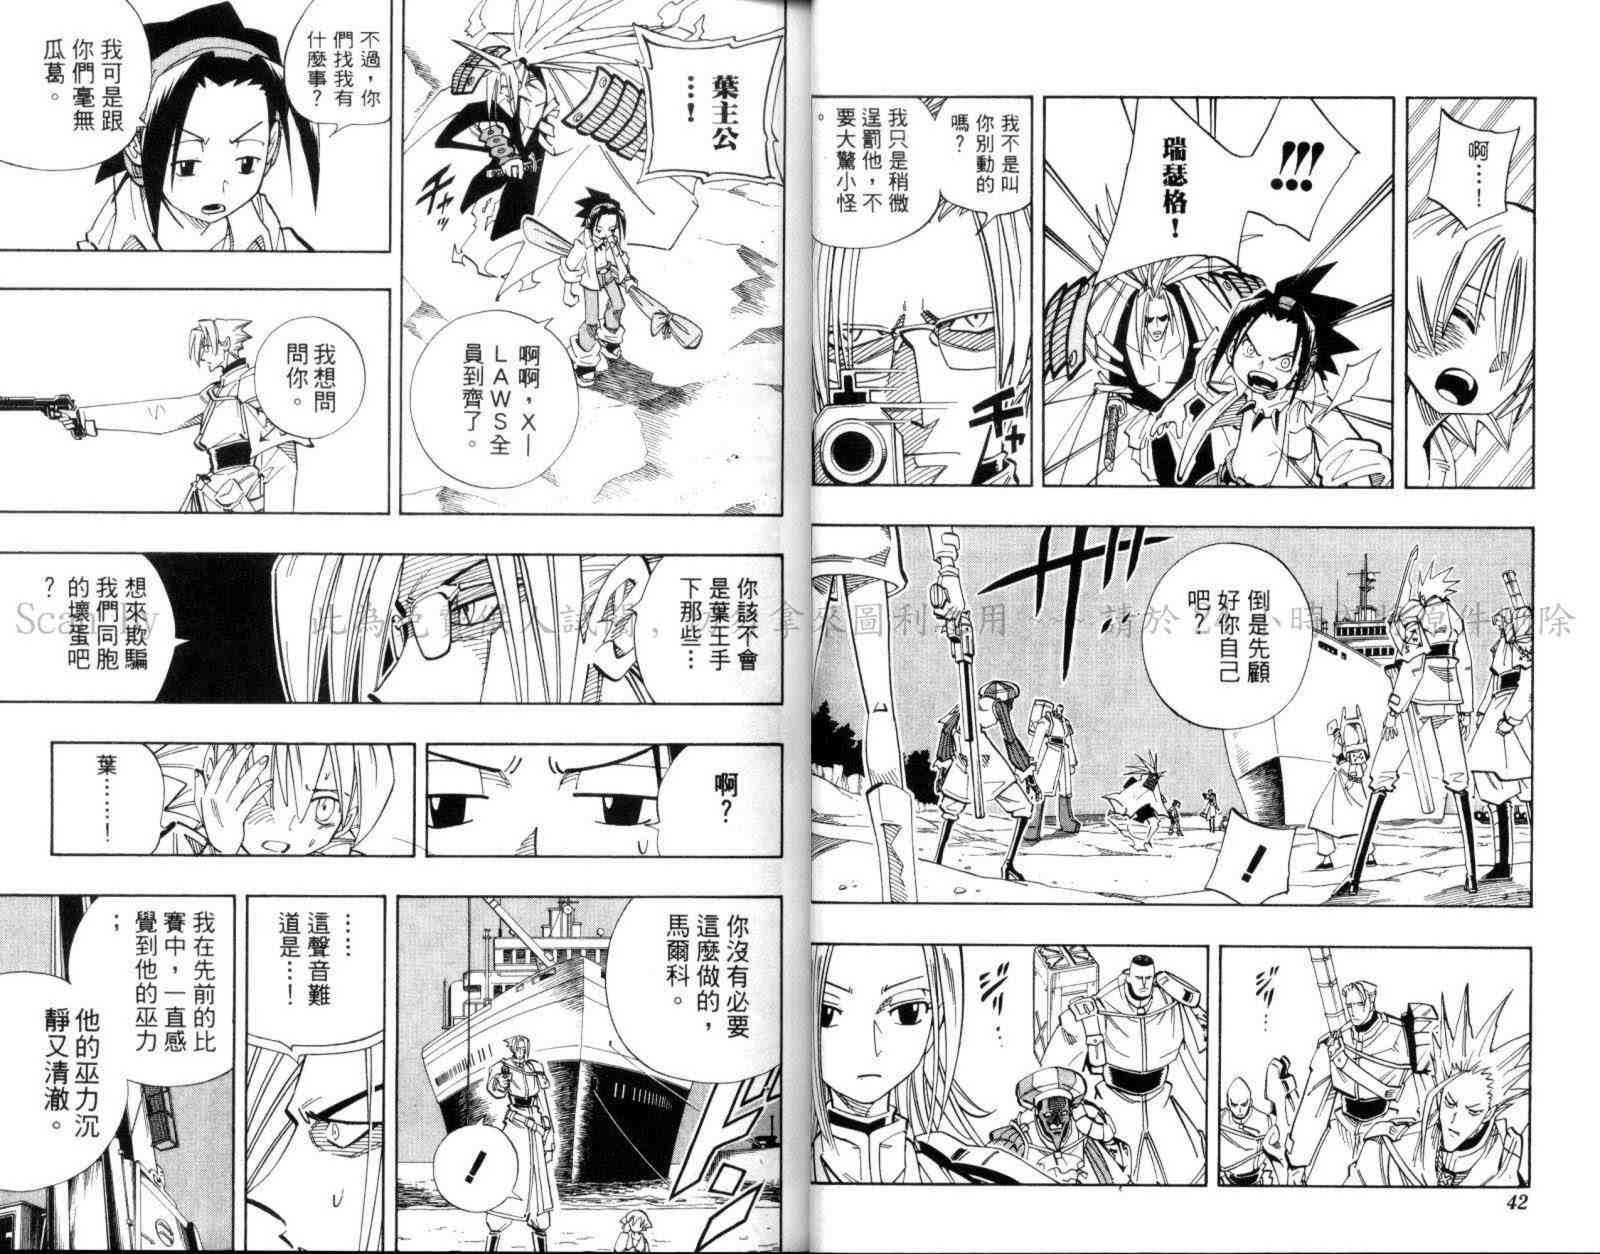 啊……！
！！！
瑞瑟格！
我不是叫
你別動的
嗎？
我只是稍微
逞罰他，不
要大驚小怪
。
チャ
倒是先顧
好你自己
吧？
！
…
…
42
葉主公
…！
チャッ
啊啊，X—
LAWS全
員到齊了。
不過，你
們找我有
什麼事？
我可是跟
你們毫無
瓜葛。
我想問
問你。
你該不會
是葉王手
下那些…
想來欺騙
我們同胞
的壞蛋吧
？
啊？
葉……！
你沒有必要
這麼做的，
馬爾科。
！
……
這聲音難
道是…！
我在先前的比
賽中，一直感
覺到他的巫力
；
他的巫力沉
靜又清澈。
Scan by